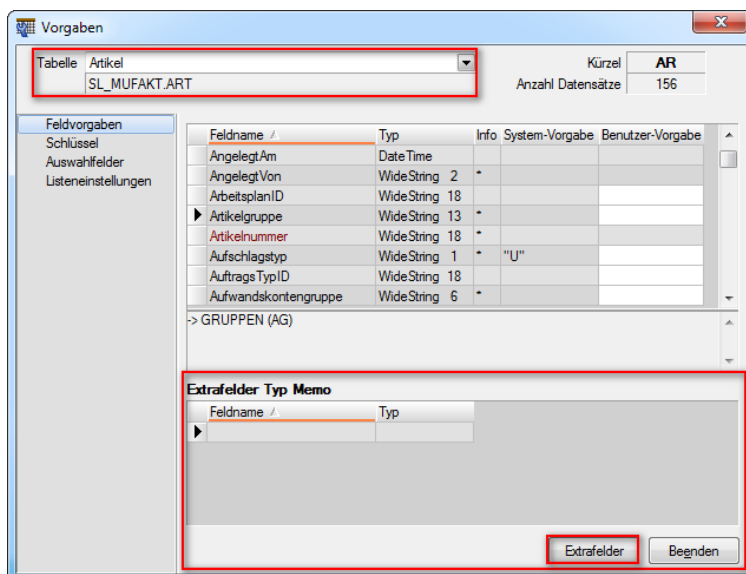 Vorgaben
Tabelle Artikel Kürzel AR
SL_MUFAKT.ART Anzahl Datensätze 156
Feldvorgaben
Schlüssel
Auswahlfelder
Listeneinstellungen
Feldname Typ Info System-Vorgabe Benutzer-Vorgabe
AngelegtAm DateTime
AngelegtVon WideString 2 *
ArbeitsplanID WideString 18
Artikelgruppe WideString 13 *
Artikelnummer WideString 18 *
Aufschlagstyp WideString 1 * "U"
AuftragsTypID WideString 18
Aufwandskontengruppe WideString 6 *
-> GRUPPEN (AG)
Extrafelder Typ Memo
Feldname Typ
Extrafelder Beenden